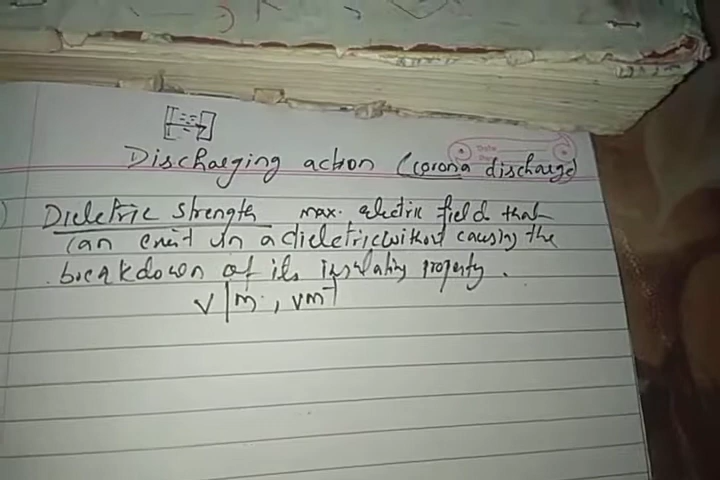 Discharging action (corona discharge)
Dielectric strength max. electric field that
can exist in a dielectric without causing the
breakdown of its insulating property.
V/m, Vm⁻¹